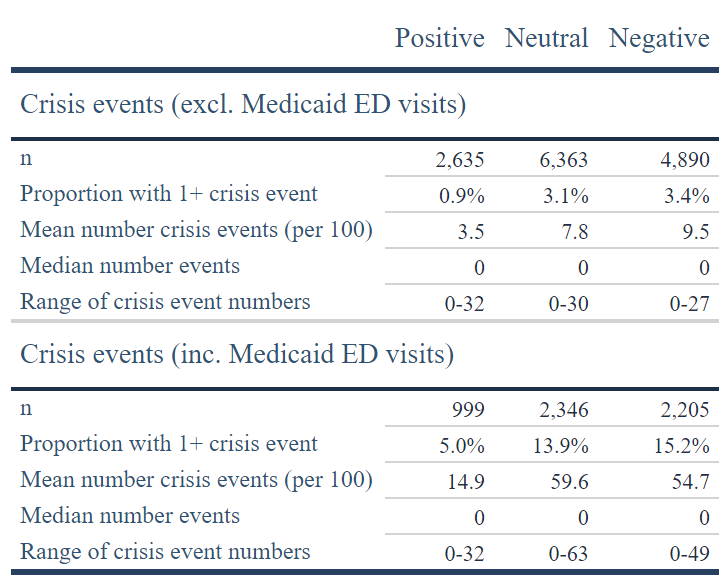 Positive Neutral Negative
Crisis events (excl. Medicaid ED visits)
n 2,635 6,363 4,890
Proportion with 1+ crisis event 0.9% 3.1% 3.4%
Mean number crisis events (per 100) 3.5 7.8 9.5
Median number events 0 0 0
Range of crisis event numbers 0-32 0-30 0-27
Crisis events (inc. Medicaid ED visits)
n 999 2,346 2,205
Proportion with 1+ crisis event 5.0% 13.9% 15.2%
Mean number crisis events (per 100) 14.9 59.6 54.7
Median number events 0 0 0
Range of crisis event numbers 0-32 0-63 0-49